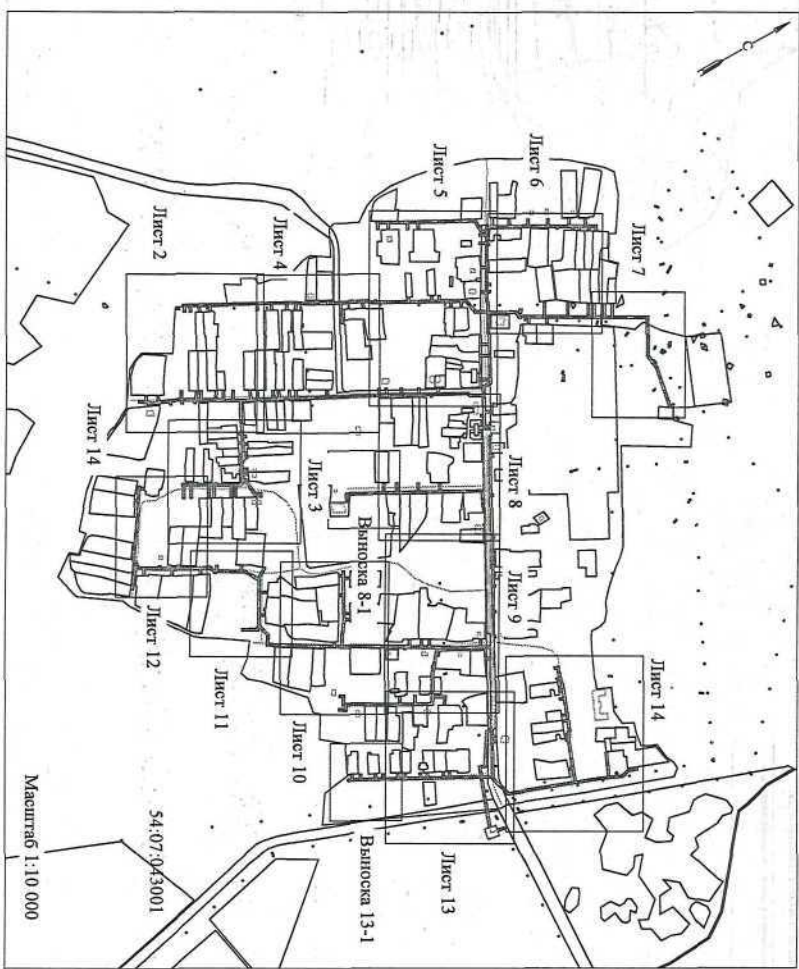 Лист 7
Лист 6
Лист 5
Лист 4
Лист 2
Лист 14
Лист 8
Лист 3
Выноска 8-1
Лист 9
Лист 14
Лист 12
Лист 11
Лист 10
Лист 13
Выноска 13-1
54:07:043001
Масштаб 1:10 000